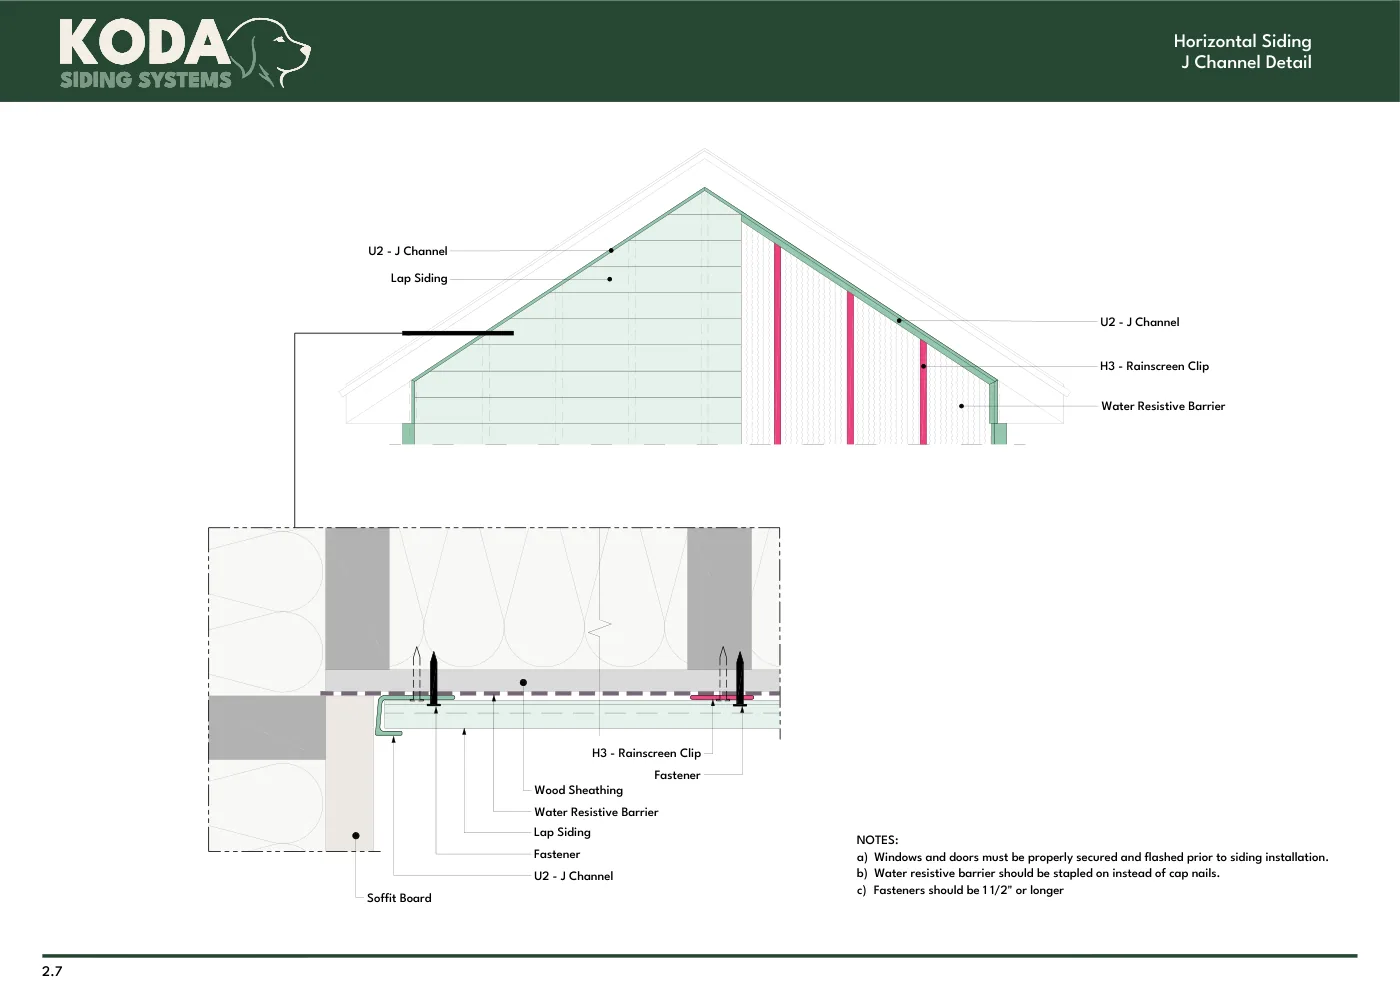 KODA
SIDING SYSTEMS
Horizontal Siding
J Channel Detail
U2 - J Channel
Lap Siding
U2 - J Channel
H3 - Rainscreen Clip
Water Resistive Barrier
H3 - Rainscreen Clip
Fastener
Wood Sheathing
Water Resistive Barrier
Lap Siding
Fastener
U2 - J Channel
Soffit Board
NOTES:
a) Windows and doors must be properly secured and flashed prior to siding installation.
b) Water resistive barrier should be stapled on instead of cap nails.
c) Fasteners should be 1 1/2" or longer
2.7